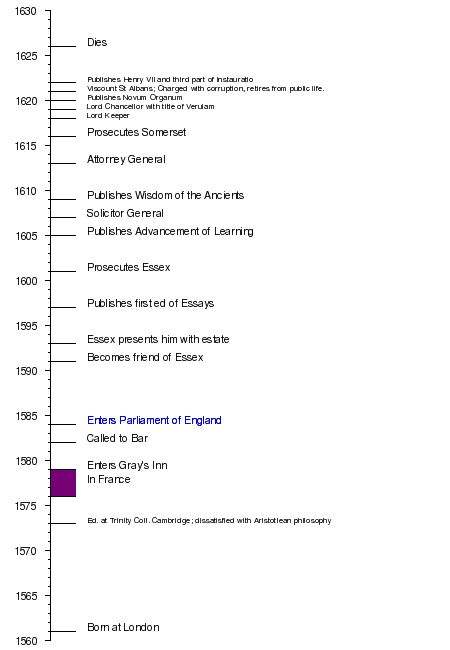 1630
Dies
1625
Publishes Henry VII and third part of Instauratio
Viscount St Albans; Charged with corruption, retires from public life.
1620
Publishes Novum Organum
Lord Chancellor with title of Verulam
Lord Keeper
Prosecutes Somerset
1615
Attorney General
1610
Publishes Wisdom of the Ancients
Solicitor General
1605
Publishes Advancement of Learning
Prosecutes Essex
1600
Publishes first ed of Essays
1595
Essex presents him with estate
Becomes friend of Essex
1590
1585
Enters Parliament of England
Called to Bar
1580
Enters Gray's Inn
In France
1575
Ed. at Trinity Coll. Cambridge; dissatisfied with Aristotlean philosophy
1570
1565
Born at London
1560